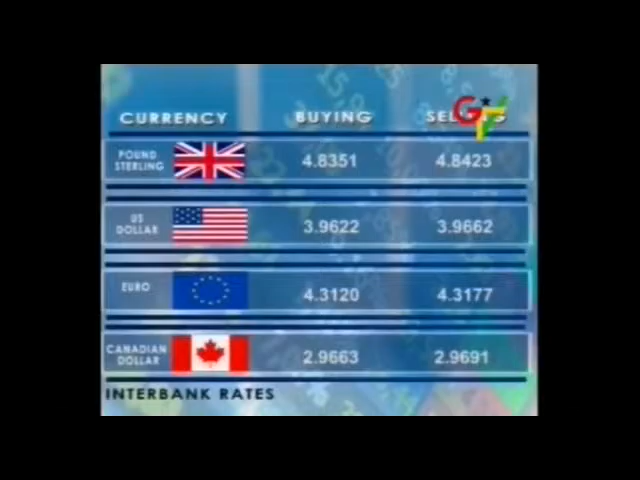 CURRENCY BUYING SELLING
POUND STERLING 4.8351 4.8423
US DOLLAR 3.9622 3.9662
EURO 4.3120 4.3177
CANADIAN DOLLAR 2.9663 2.9691
INTERBANK RATES